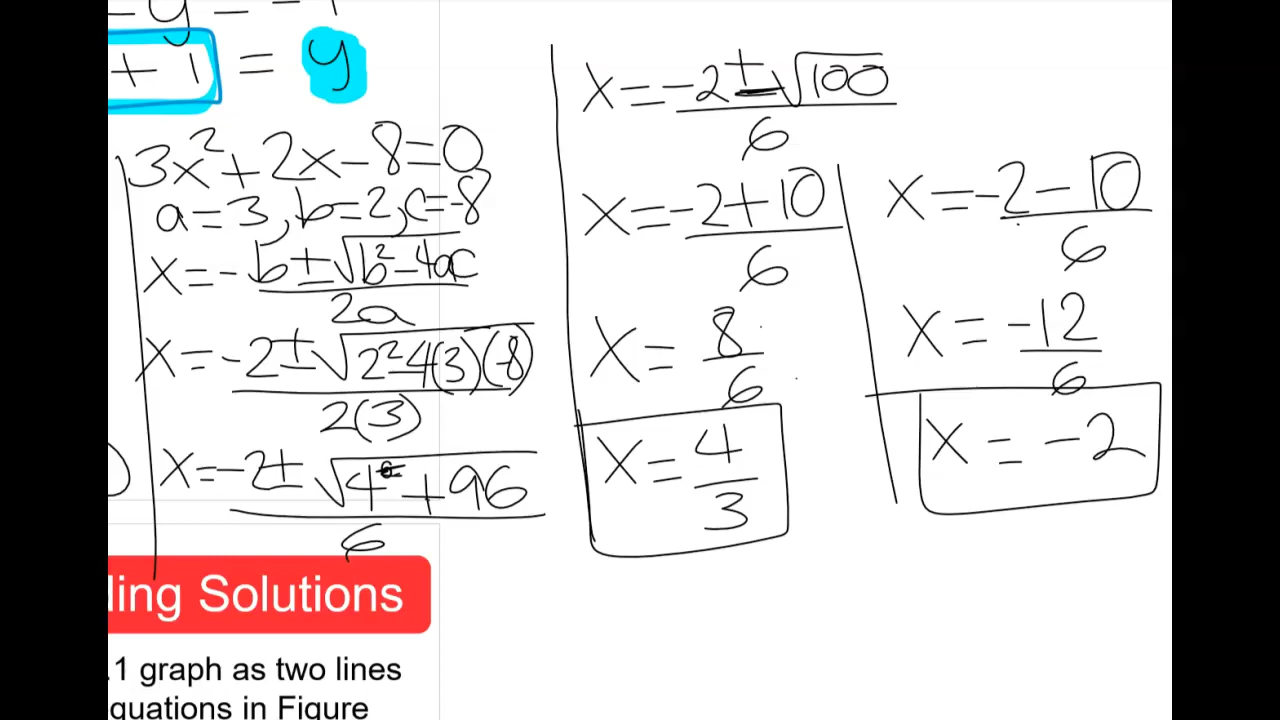 - y = - 1
+ 1 = y
3x² + 2x - 8 = 0
a = 3, b = 2, c = -8
x = -b ± √(b² - 4ac) / 2a
x = -2 ± √(2² - 4(3)(-8)) / 2(3)
x = -2 ± √(4 + 96) / 6
x = -2 ± √100 / 6
x = -2 + 10 / 6
x = 8 / 6
x = 4 / 3
x = -2 - 10 / 6
x = -12 / 6
x = -2
ling Solutions
.1 graph as two lines
quations in Figure